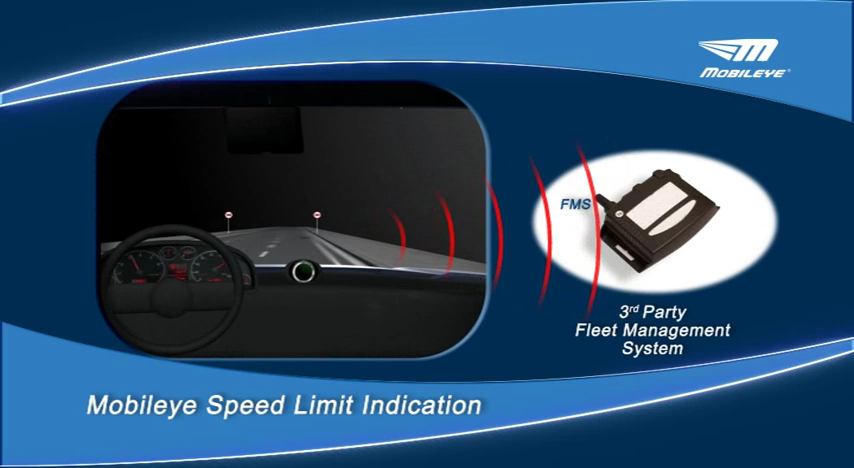 MOBILEYE®
FMS
3rd Party
Fleet Management
System
Mobileye Speed Limit Indication